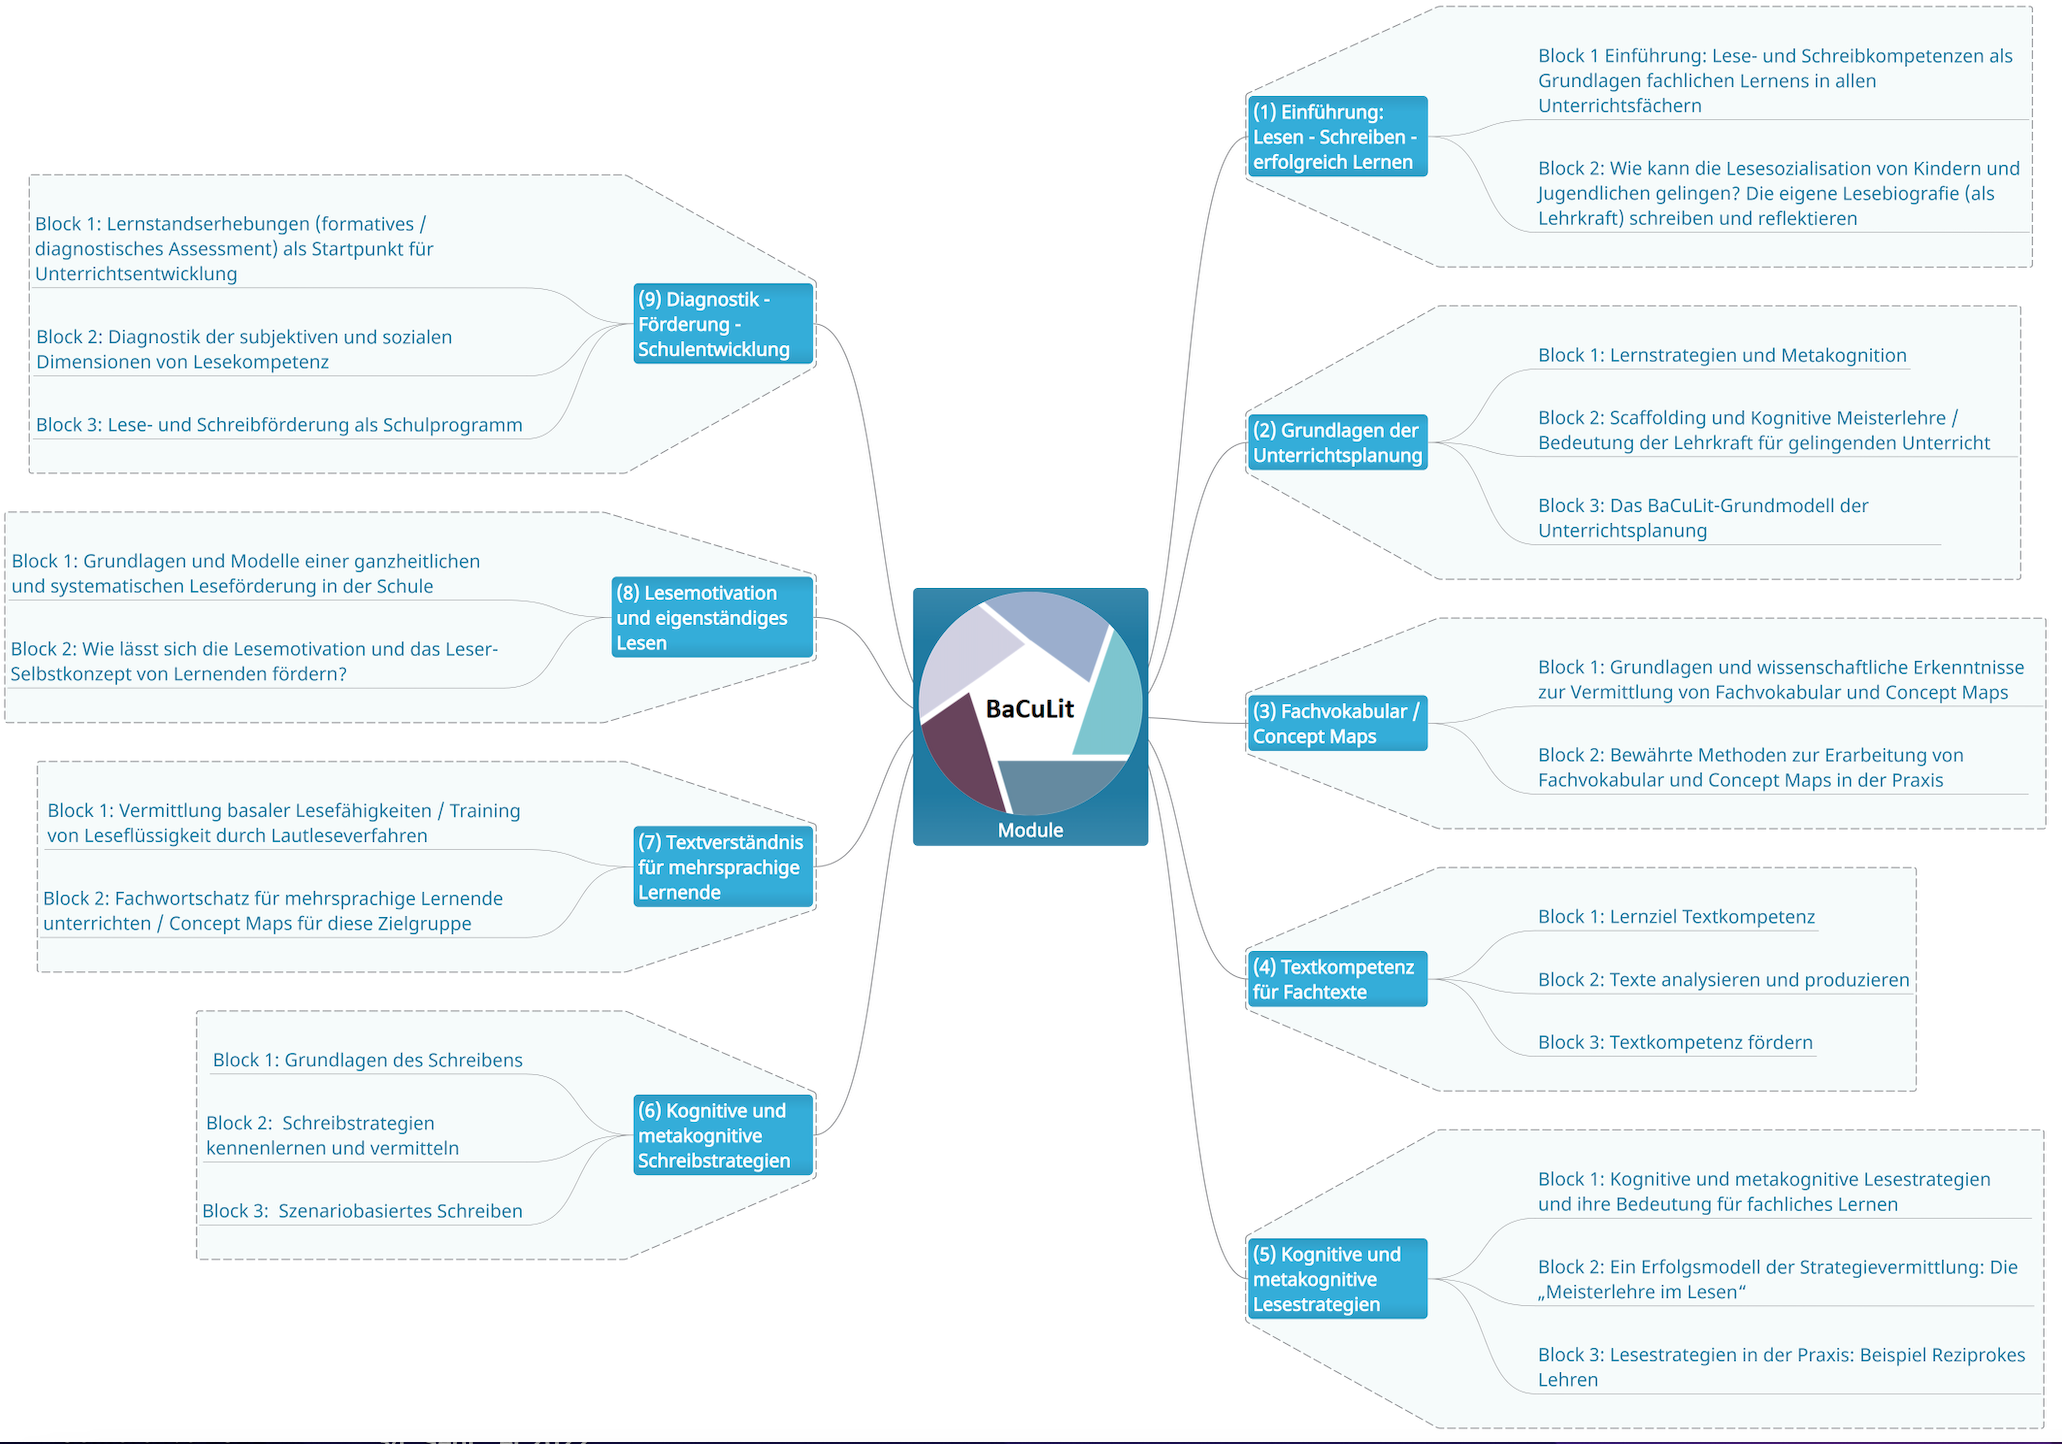 BaCuLit
Module
(1) Einführung:
Lesen - Schreiben -
erfolgreich Lernen
Block 1 Einführung: Lese- und Schreibkompetenzen als
Grundlagen fachlichen Lernens in allen
Unterrichtsfächern
Block 2: Wie kann die Lesesozialisation von Kindern und
Jugendlichen gelingen? Die eigene Lesebiografie (als
Lehrkraft) schreiben und reflektieren
(2) Grundlagen der
Unterrichtsplanung
Block 1: Lernstrategien und Metakognition
Block 2: Scaffolding und Kognitive Meisterlehre /
Bedeutung der Lehrkraft für gelingenden Unterricht
Block 3: Das BaCuLit-Grundmodell der
Unterrichtsplanung
(3) Fachvokabular /
Concept Maps
Block 1: Grundlagen und wissenschaftliche Erkenntnisse
zur Vermittlung von Fachvokabular und Concept Maps
Block 2: Bewährte Methoden zur Erarbeitung von
Fachvokabular und Concept Maps in der Praxis
(4) Textkompetenz
für Fachtexte
Block 1: Lernziel Textkompetenz
Block 2: Texte analysieren und produzieren
Block 3: Textkompetenz fördern
(5) Kognitive und
metakognitive
Lesestrategien
Block 1: Kognitive und metakognitive Lesestrategien
und ihre Bedeutung für fachliches Lernen
Block 2: Ein Erfolgsmodell der Strategievermittlung: Die
„Meisterlehre im Lesen“
Block 3: Lesestrategien in der Praxis: Beispiel Reziprokes
Lehren
(6) Kognitive und
metakognitive
Schreibstrategien
Block 1: Grundlagen des Schreibens
Block 2:  Schreibstrategien
kennenlernen und vermitteln
Block 3:  Szenariobasiertes Schreiben
(7) Textverständnis
für mehrsprachige
Lernende
Block 1: Vermittlung basaler Lesefähigkeiten / Training
von Leseflüssigkeit durch Lautleseverfahren
Block 2: Fachwortschatz für mehrsprachige Lernende
unterrichten / Concept Maps für diese Zielgruppe
(8) Lesemotivation
und eigenständiges
Lesen
Block 1: Grundlagen und Modelle einer ganzheitlichen
und systematischen Leseförderung in der Schule
Block 2: Wie lässt sich die Lesemotivation und das Leser-
Selbstkonzept von Lernenden fördern?
(9) Diagnostik -
Förderung -
Schulentwicklung
Block 1: Lernstandserhebungen (formatives /
diagnostisches Assessment) als Startpunkt für
Unterrichtsentwicklung
Block 2: Diagnostik der subjektiven und sozialen
Dimensionen von Lesekompetenz
Block 3: Lese- und Schreibförderung als Schulprogramm